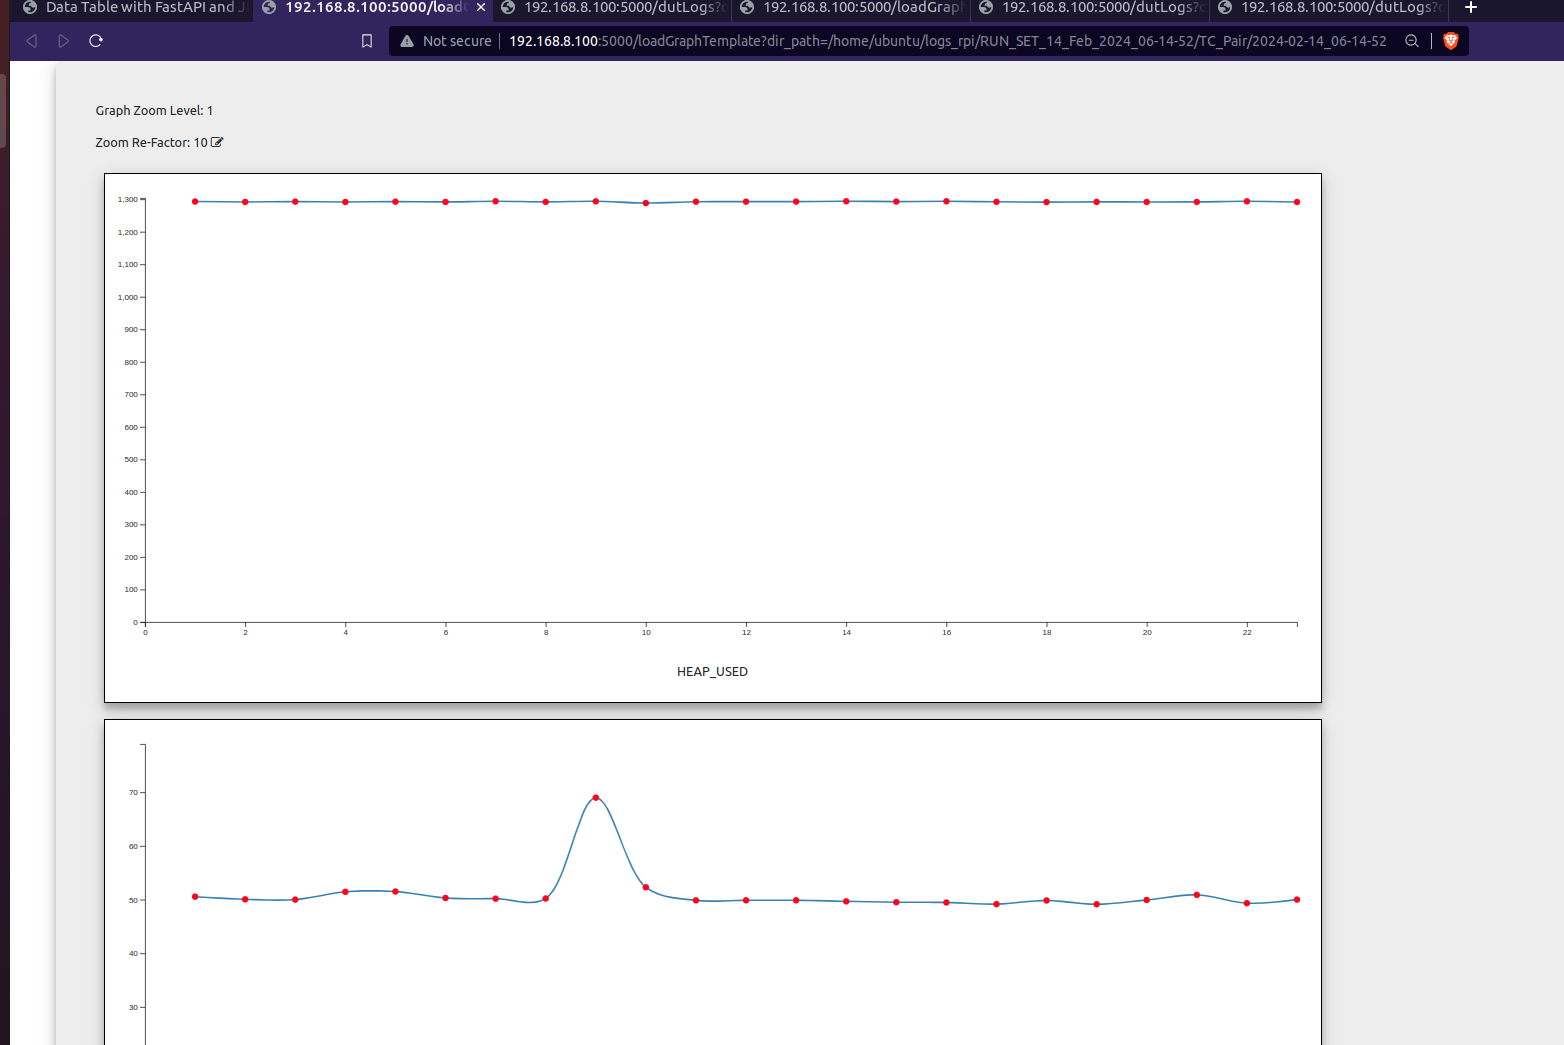 Data Table with FastAPI and J
192.168.8.100:5000/load
192.168.8.100:5000/dutLogs?
192.168.8.100:5000/loadGraph
192.168.8.100:5000/dutLogs?
192.168.8.100:5000/dutLogs?
Not secure
192.168.8.100:5000/loadGraphTemplate?dir_path=/home/ubuntu/logs_rpi/RUN_SET_14_Feb_2024_06-14-52/TC_Pair/2024-02-14_06-14-52
Graph Zoom Level: 1
Zoom Re-Factor: 10
1,300
1,200
1,100
1,000
900
800
700
600
500
400
300
200
100
0
0 2 4 6 8 10 12 14 16 18 20 22
HEAP_USED
70
60
50
40
30